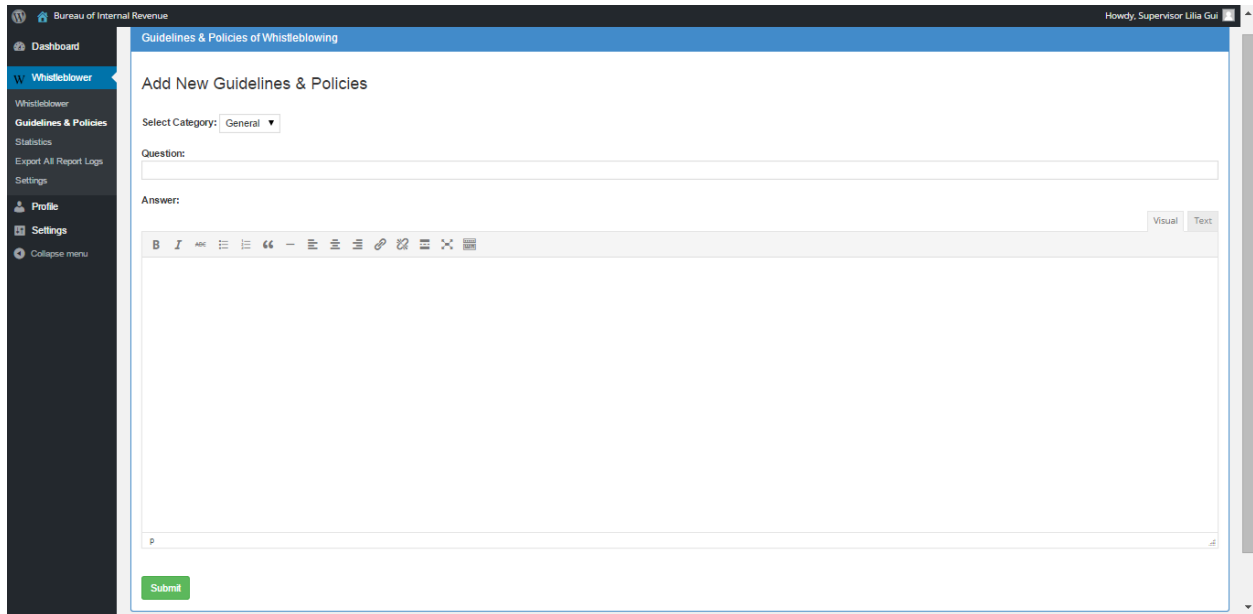 Bureau of Internal Revenue
Howdy, Supervisor Lilia Gui
Dashboard
Whistleblower
Whistleblower
Guidelines & Policies
Statistics
Export All Report Logs
Settings
Profile
Settings
Collapse menu
Guidelines & Policies of Whistleblowing
Add New Guidelines & Policies
Select Category: General
Question:
Answer:
Visual Text
B I ABC
p
Submit